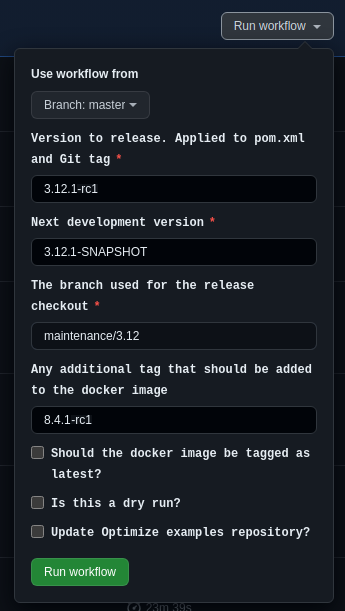 Run workflow
Use workflow from
Branch: master
Version to release. Applied to pom.xml
and Git tag *
3.12.1-rc1
Next development version *
3.12.1-SNAPSHOT
The branch used for the release
checkout *
maintenance/3.12
Any additional tag that should be added
to the docker image
8.4.1-rc1
Should the docker image be tagged as
latest?
Is this a dry run?
Update Optimize examples repository?
Run workflow
23m 39s